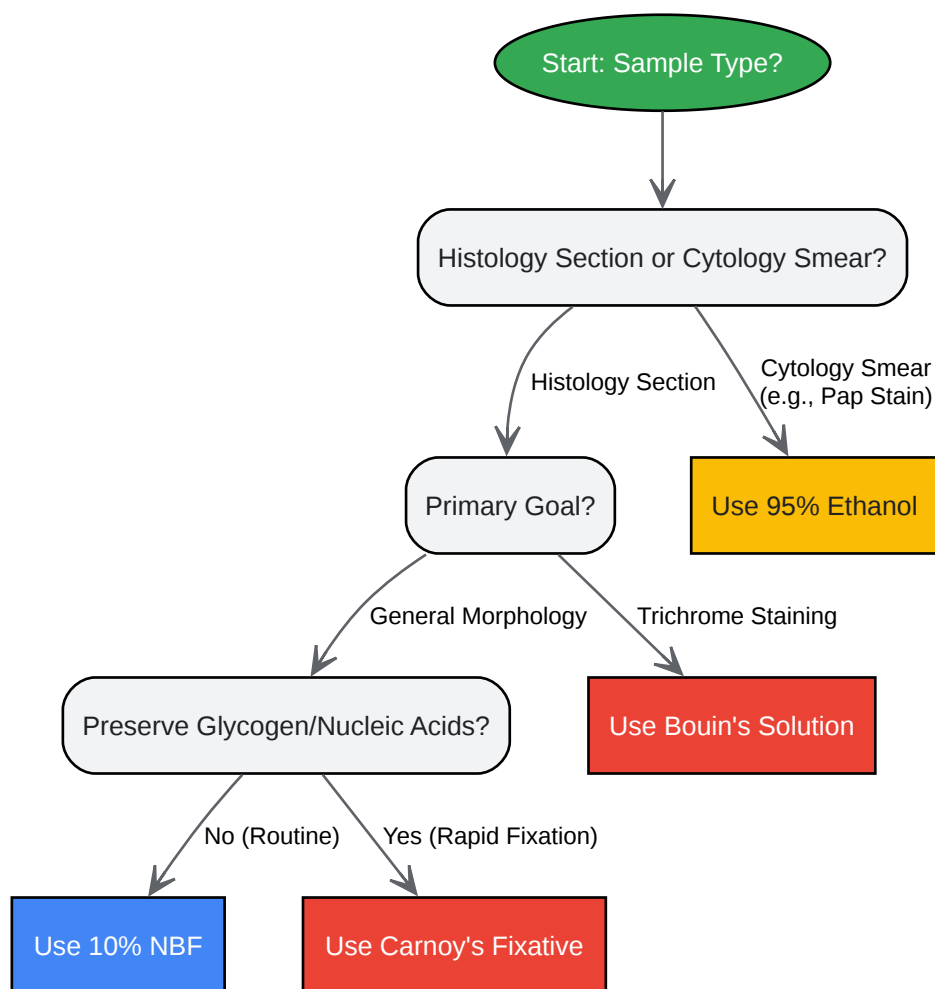 Start: Sample Type?
Histology Section or Cytology Smear?
Histology Section
Cytology Smear
(e.g., Pap Stain)
Primary Goal?
Use 95% Ethanol
General Morphology
Trichrome Staining
Preserve Glycogen/Nucleic Acids?
Use Bouin's Solution
No (Routine)
Yes (Rapid Fixation)
Use 10% NBF
Use Carnoy's Fixative